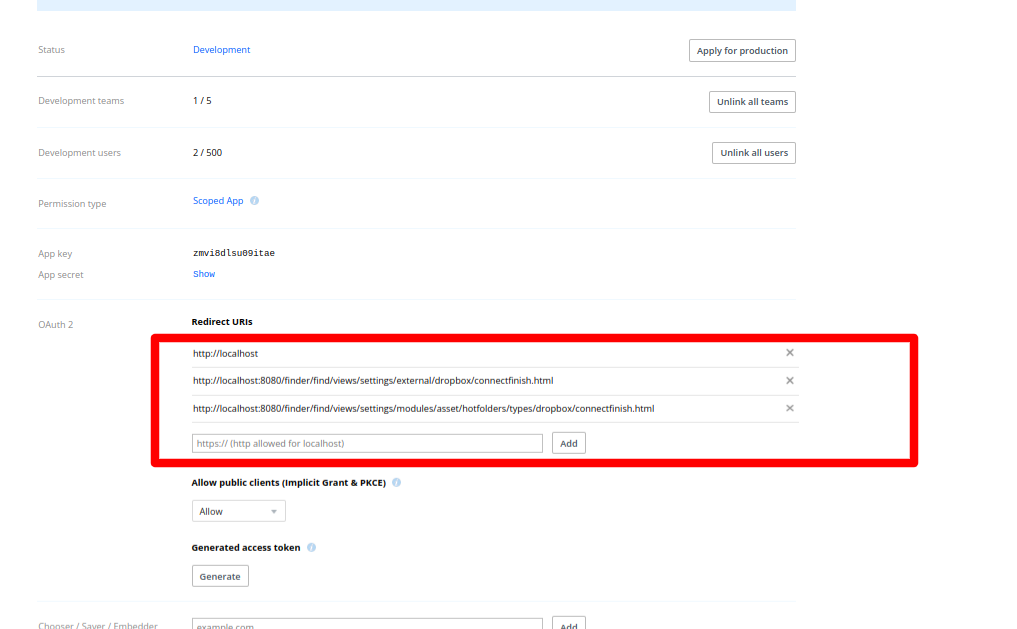 Status Development Apply for production
Development teams 1 / 5 Unlink all teams
Development users 2 / 500 Unlink all users
Permission type Scoped App i
App key zmvi8dlsu09itae
App secret Show
OAuth 2 Redirect URIs
http://localhost
http://localhost:8080/finder/find/views/settings/external/dropbox/connectfinish.html
http://localhost:8080/finder/find/views/settings/modules/asset/hotfolders/types/dropbox/connectfinish.html
https:// (http allowed for localhost) Add
Allow public clients (Implicit Grant & PKCE) i
Allow
Generated access token i
Generate
Chooser / Saver / Embedder example.com Add